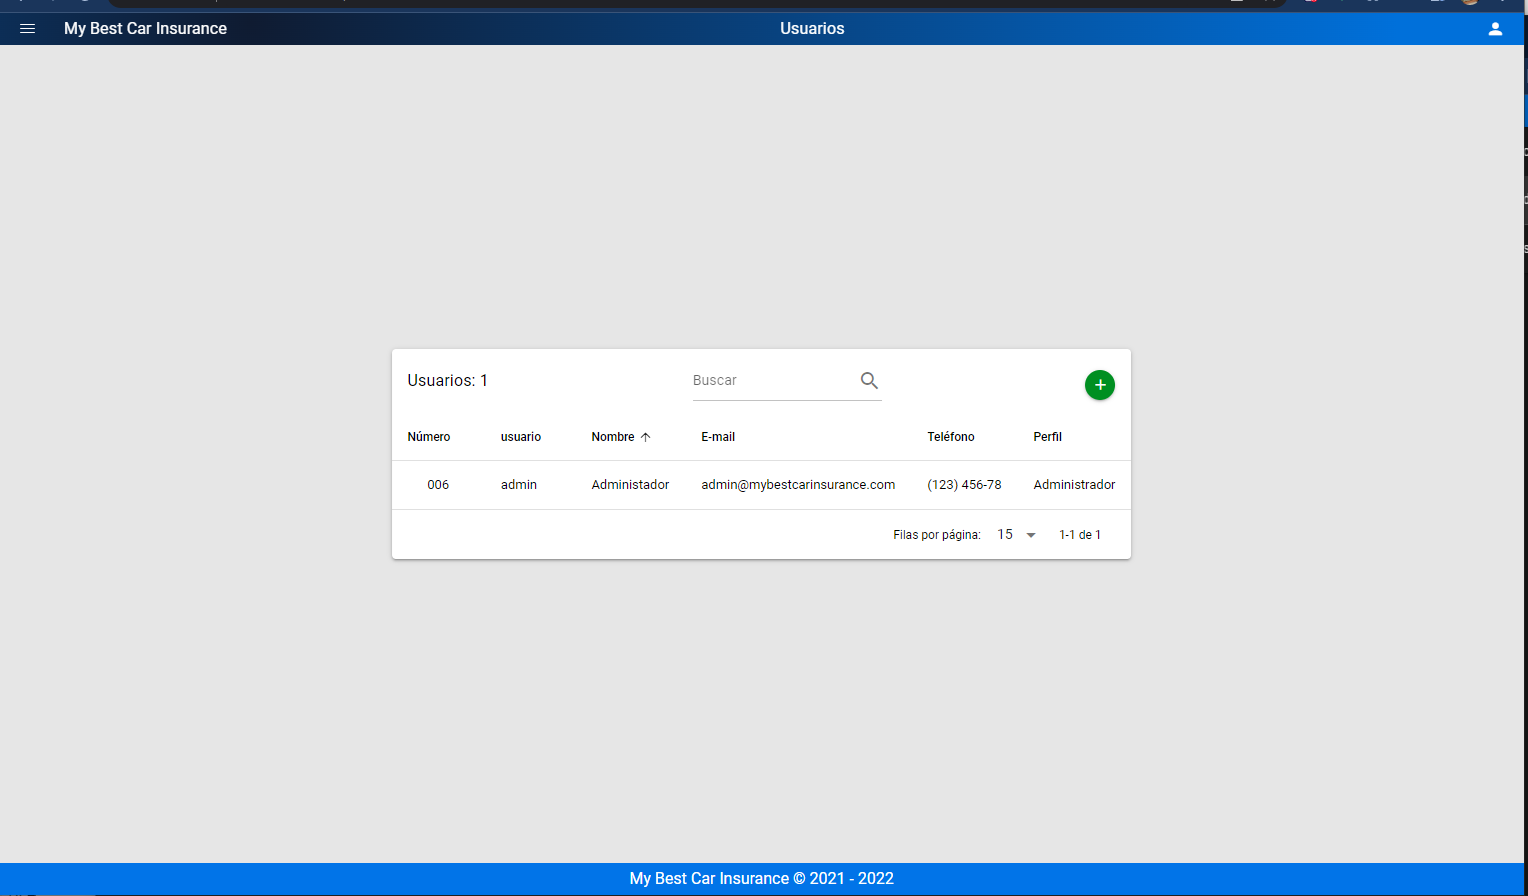 My Best Car Insurance Usuarios
Usuarios: 1 Buscar
Número usuario Nombre E-mail Teléfono Perfil
006 admin Administador admin@mybestcarinsurance.com (123) 456-78 Administrador
Filas por página: 15 1-1 de 1
My Best Car Insurance © 2021 - 2022